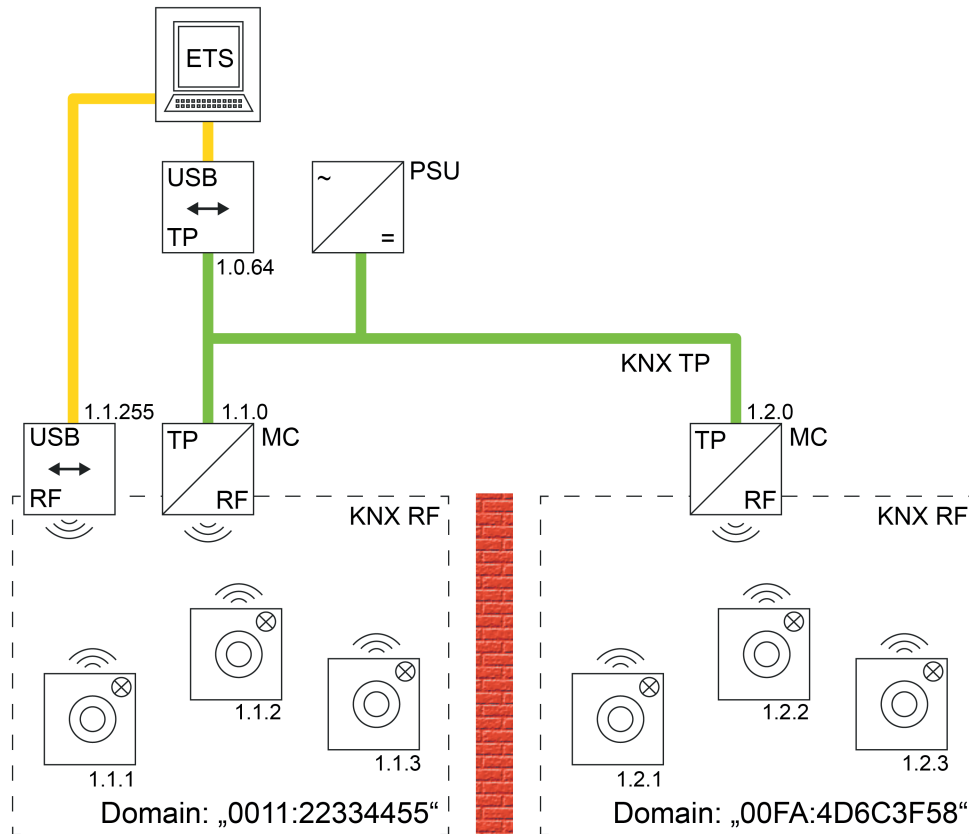 ETS
USB
TP
~
=
PSU
1.0.64
KNX TP
1.1.255
1.1.0
1.2.0
USB
RF
TP
RF
MC
TP
RF
MC
KNX RF
KNX RF
1.1.1
1.1.2
1.1.3
1.2.1
1.2.2
1.2.3
Domain: „0011:22334455“
Domain: „00FA:4D6C3F58“